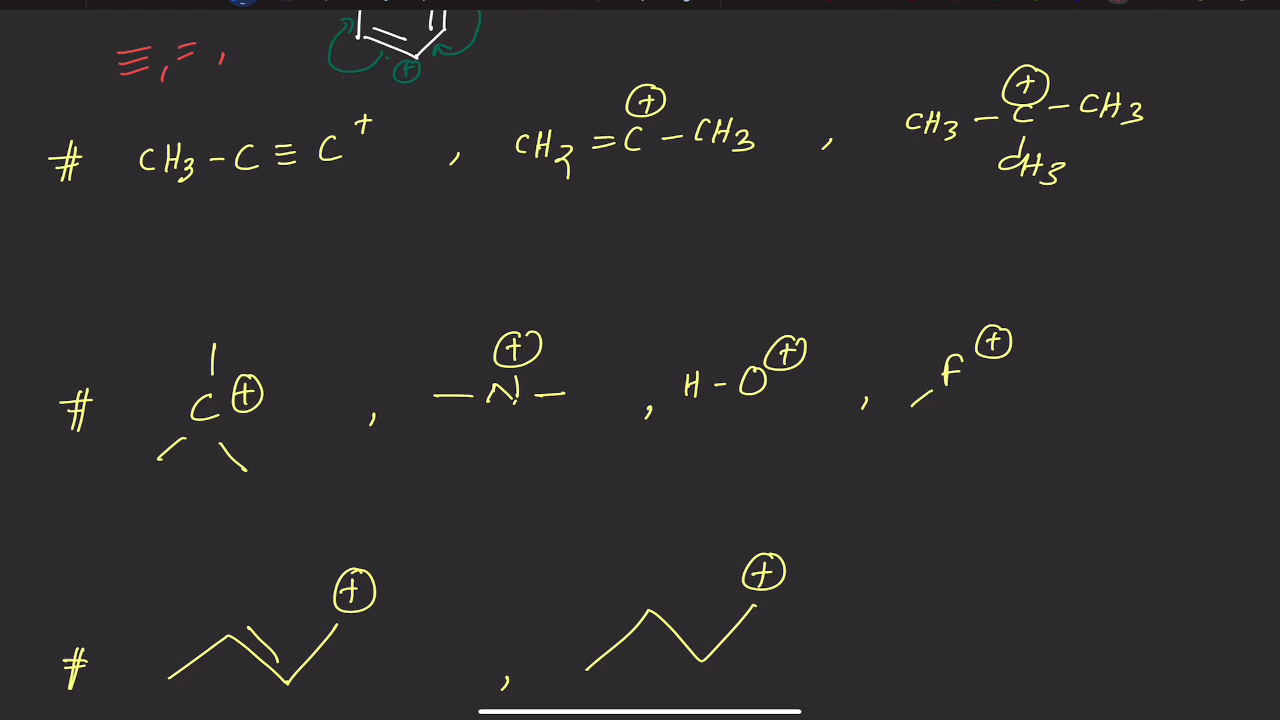 ≡, =,
⊕
# CH3 - C ≡ C+ , CH2 = C⊕ - CH3 , CH3 - C⊕ - CH3
CH3
# C⊕ , - N⊕ - , H - O⊕ , F⊕
# ⊕ , ⊕